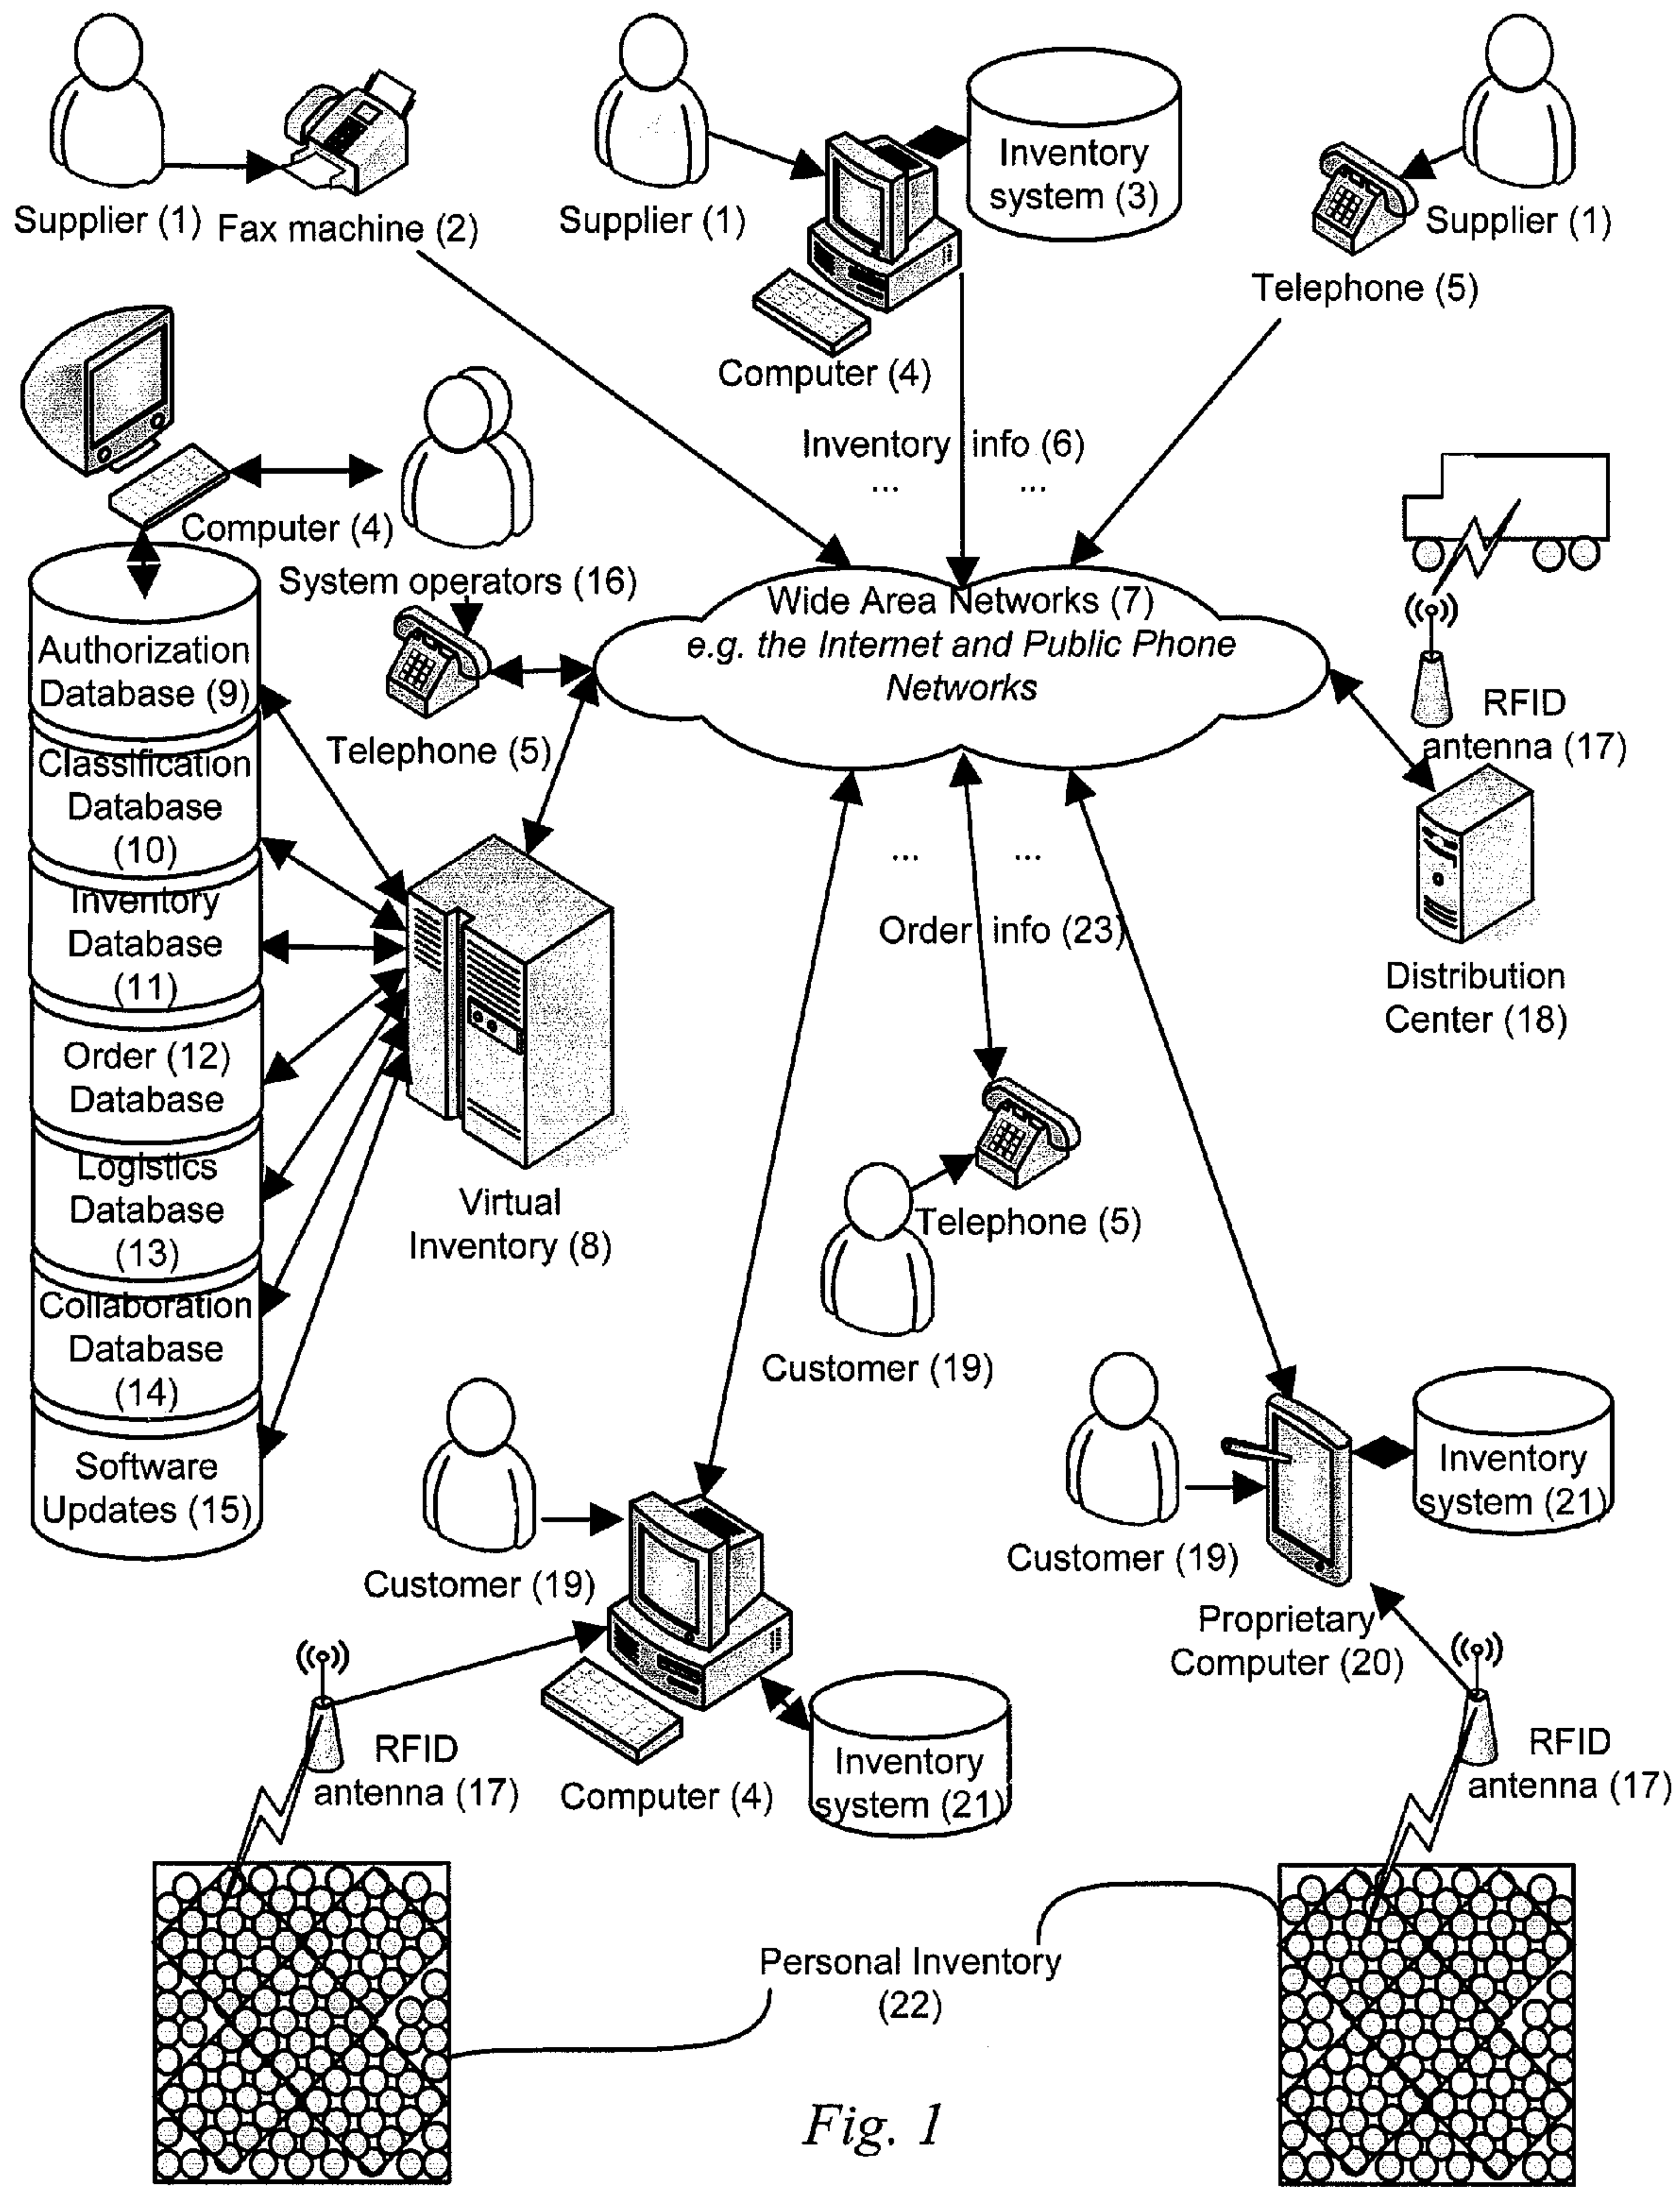 Supplier (1)
Fax machine (2)
Supplier (1)
Inventory
system (3)
Supplier (1)
Telephone (5)
Computer (4)
Inventory info (6)
... ...
Computer (4)
System operators (16)
Wide Area Networks (7)
e.g. the Internet and Public Phone
Networks
Telephone (5)
RFID
antenna (17)
Authorization
Database (9)
Classification
Database
(10)
Inventory
Database
(11)
Order (12)
Database
Logistics
Database
(13)
Collaboration
Database
(14)
Software
Updates (15)
Virtual
Inventory (8)
... ...
Order info (23)
Distribution
Center (18)
Telephone (5)
Customer (19)
Customer (19)
Customer (19)
Inventory
system (21)
Proprietary
Computer (20)
RFID
antenna (17)
Computer (4)
Inventory
system (21)
RFID
antenna (17)
Personal Inventory
(22)
Fig. 1